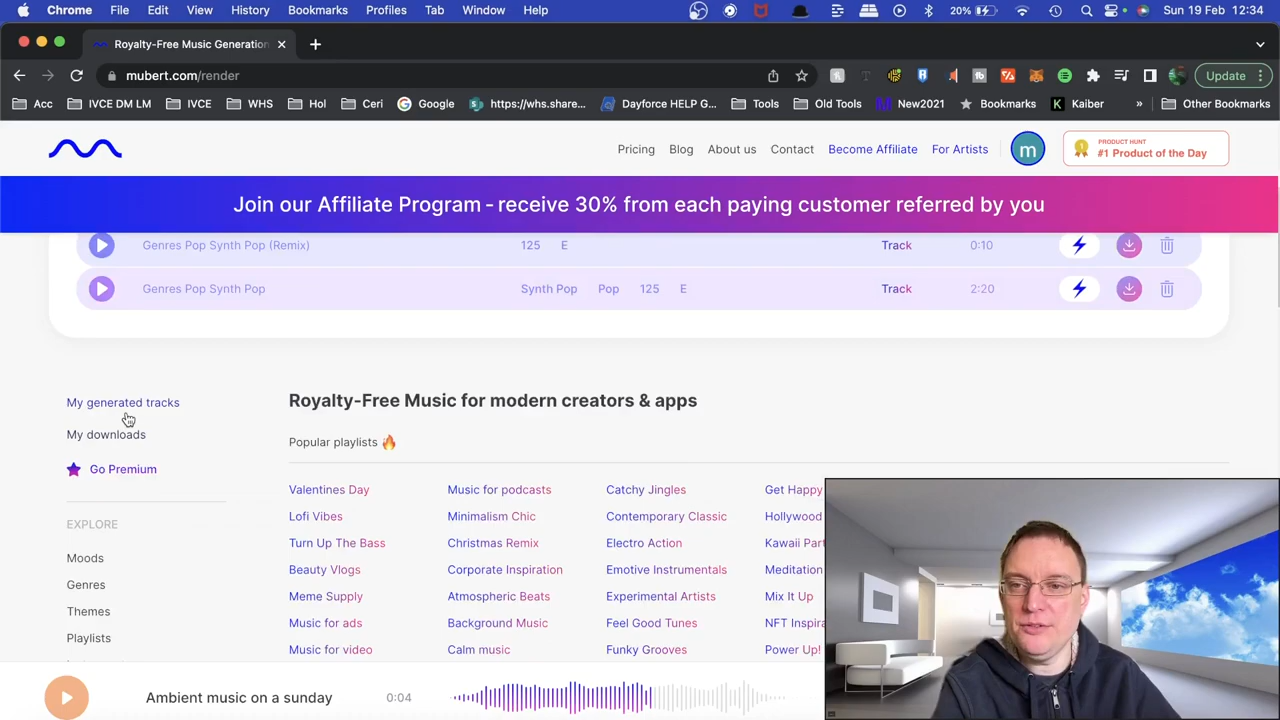 Chrome File Edit View History Bookmarks Profiles Tab Window Help 20% Sun 19 Feb 12:34
Royalty-Free Music Generation
mubert.com/render Update
Acc IVCE DM LM IVCE WHS Hol Ceri Google https://whs.share... Dayforce HELP G... Tools Old Tools New2021 Bookmarks Kaiber » Other Bookmarks
Pricing Blog About us Contact Become Affiliate For Artists m PRODUCT HUNT
#1 Product of the Day
Join our Affiliate Program - receive 30% from each paying customer referred by you
Genres Pop Synth Pop (Remix) 125 E Track 0:10
Genres Pop Synth Pop Synth Pop Pop 125 E Track 2:20
My generated tracks
My downloads
Go Premium
EXPLORE
Moods
Genres
Themes
Playlists
Royalty-Free Music for modern creators & apps
Popular playlists 🔥
Valentines Day Music for podcasts Catchy Jingles Get Happy
Lofi Vibes Minimalism Chic Contemporary Classic Hollywood
Turn Up The Bass Christmas Remix Electro Action Kawaii Par
Beauty Vlogs Corporate Inspiration Emotive Instrumentals Meditation
Meme Supply Atmospheric Beats Experimental Artists Mix It Up
Music for ads Background Music Feel Good Tunes NFT Inspira
Music for video Calm music Funky Grooves Power Up!
Ambient music on a sunday 0:04